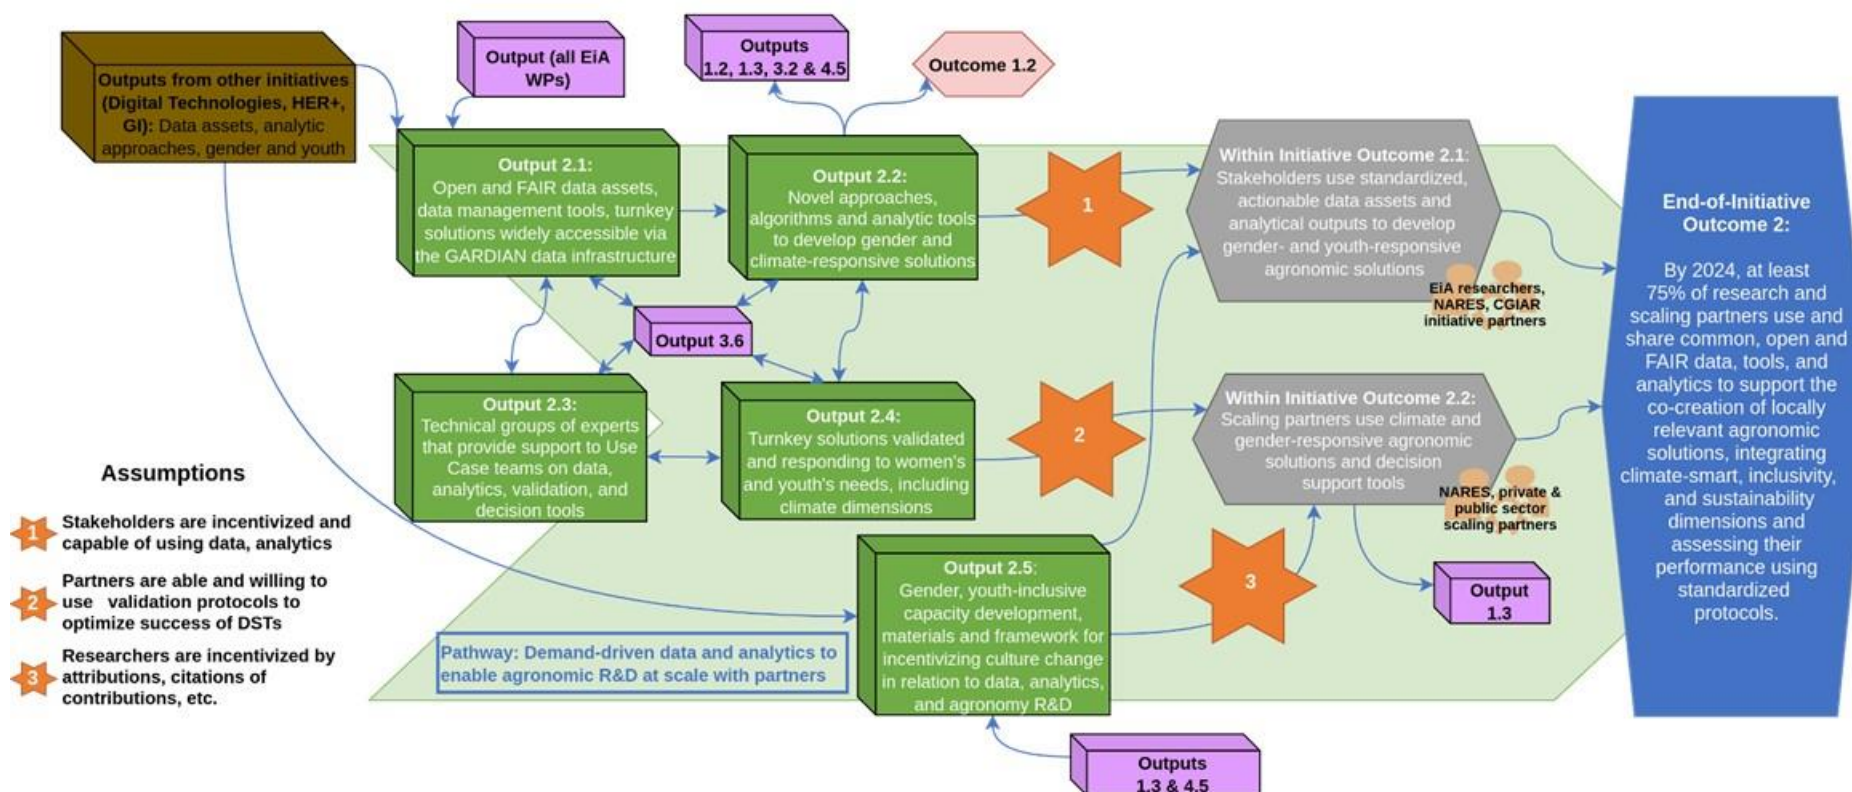 Outputs from other initiatives
(Digital Technologies, HER+,
GI): Data assets, analytic
approaches, gender and youth
Output (all EiA
WPs)
Outputs
1.2, 1.3, 3.2 & 4.5
Outcome 1.2
Output 2.1:
Open and FAIR data assets,
data management tools, turnkey
solutions widely accessible via
the GARDIAN data infrastructure
Output 2.2:
Novel approaches,
algorithms and analytic tools
to develop gender and
climate-responsive solutions
1
Within Initiative Outcome 2.1:
Stakeholders use standardized,
actionable data assets and
analytical outputs to develop
gender- and youth-responsive
agronomic solutions
EiA researchers,
NARES, CGIAR
initiative partners
End-of-Initiative
Outcome 2:
By 2024, at least
75% of research and
scaling partners use and
share common, open and
FAIR data, tools, and
analytics to support the
co-creation of locally
relevant agronomic
solutions, integrating
climate-smart, inclusivity,
and sustainability
dimensions and
assessing their
performance using
standardized
protocols.
Output 3.6
Output 2.3:
Technical groups of experts
that provide support to Use
Case teams on data,
analytics, validation, and
decision tools
Output 2.4:
Turnkey solutions validated
and responding to women's
and youth's needs, including
climate dimensions
2
Within Initiative Outcome 2.2:
Scaling partners use climate and
gender-responsive agronomic
solutions and decision
support tools
NARES, private &
public sector
scaling partners
Assumptions
1
Stakeholders are incentivized and
capable of using data, analytics
2
Partners are able and willing to
use validation protocols to
optimize success of DSTs
3
Researchers are incentivized by
attributions, citations of
contributions, etc.
Pathway: Demand-driven data and analytics to
enable agronomic R&D at scale with partners
Output 2.5:
Gender, youth-inclusive
capacity development,
materials and framework for
incentivizing culture change
in relation to data, analytics,
and agronomy R&D
3
Output
1.3
Outputs
1.3 & 4.5